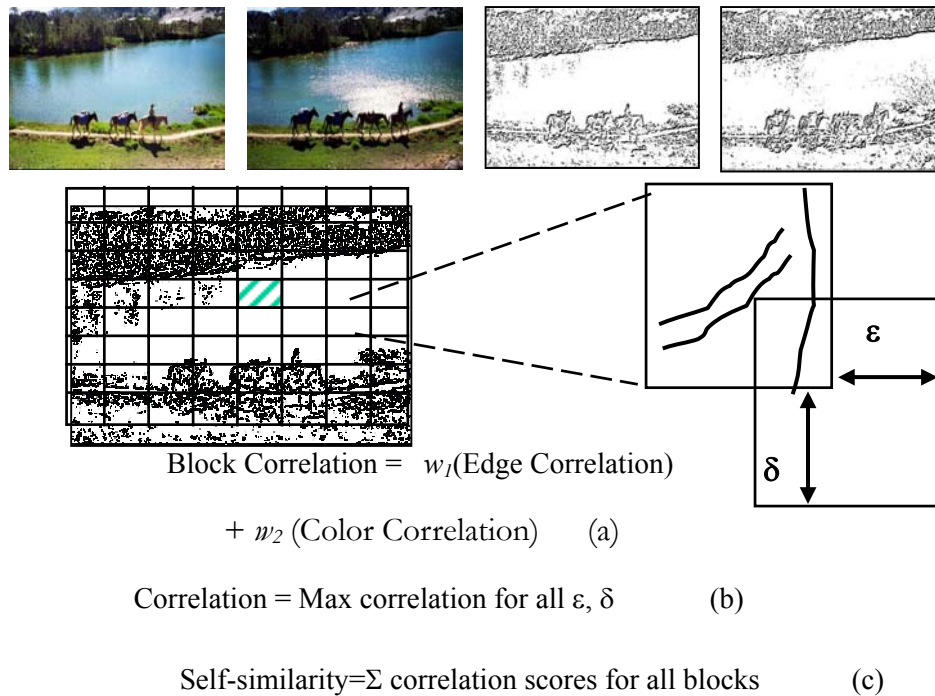 ε
δ
Block Correlation = w1(Edge Correlation)
+ w2 (Color Correlation) (a)
Correlation = Max correlation for all ε, δ (b)
Self-similarity=Σ correlation scores for all blocks (c)